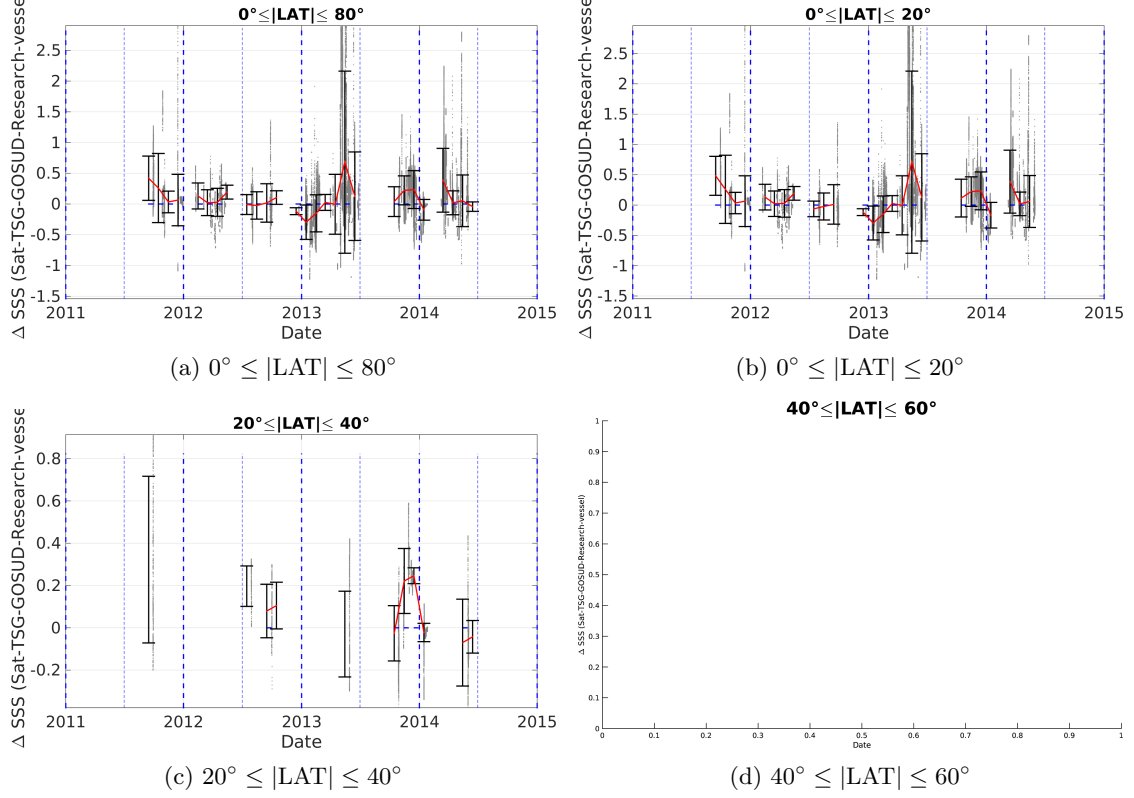 0°≤|LAT|≤ 80°
Δ SSS (Sat-TSG-GOSUD-Research-vesse
2.5
2
1.5
1
0.5
0
-0.5
-1
-1.5
2011 2012 2013 2014 2015
Date
(a) 0° ≤ |LAT| ≤ 80°
0°≤|LAT|≤ 20°
Δ SSS (Sat-TSG-GOSUD-Research-vesse
2.5
2
1.5
1
0.5
0
-0.5
-1
-1.5
2011 2012 2013 2014 2015
Date
(b) 0° ≤ |LAT| ≤ 20°
20°≤|LAT|≤ 40°
Δ SSS (Sat-TSG-GOSUD-Research-vesse
0.8
0.6
0.4
0.2
0
-0.2
2011 2012 2013 2014 2015
Date
(c) 20° ≤ |LAT| ≤ 40°
40°≤|LAT|≤ 60°
Δ SSS (Sat-TSG-GOSUD-Research-vessel)
1
0.9
0.8
0.7
0.6
0.5
0.4
0.3
0.2
0.1
0
0 0.1 0.2 0.3 0.4 0.5 0.6 0.7 0.8 0.9 1
Date
(d) 40° ≤ |LAT| ≤ 60°